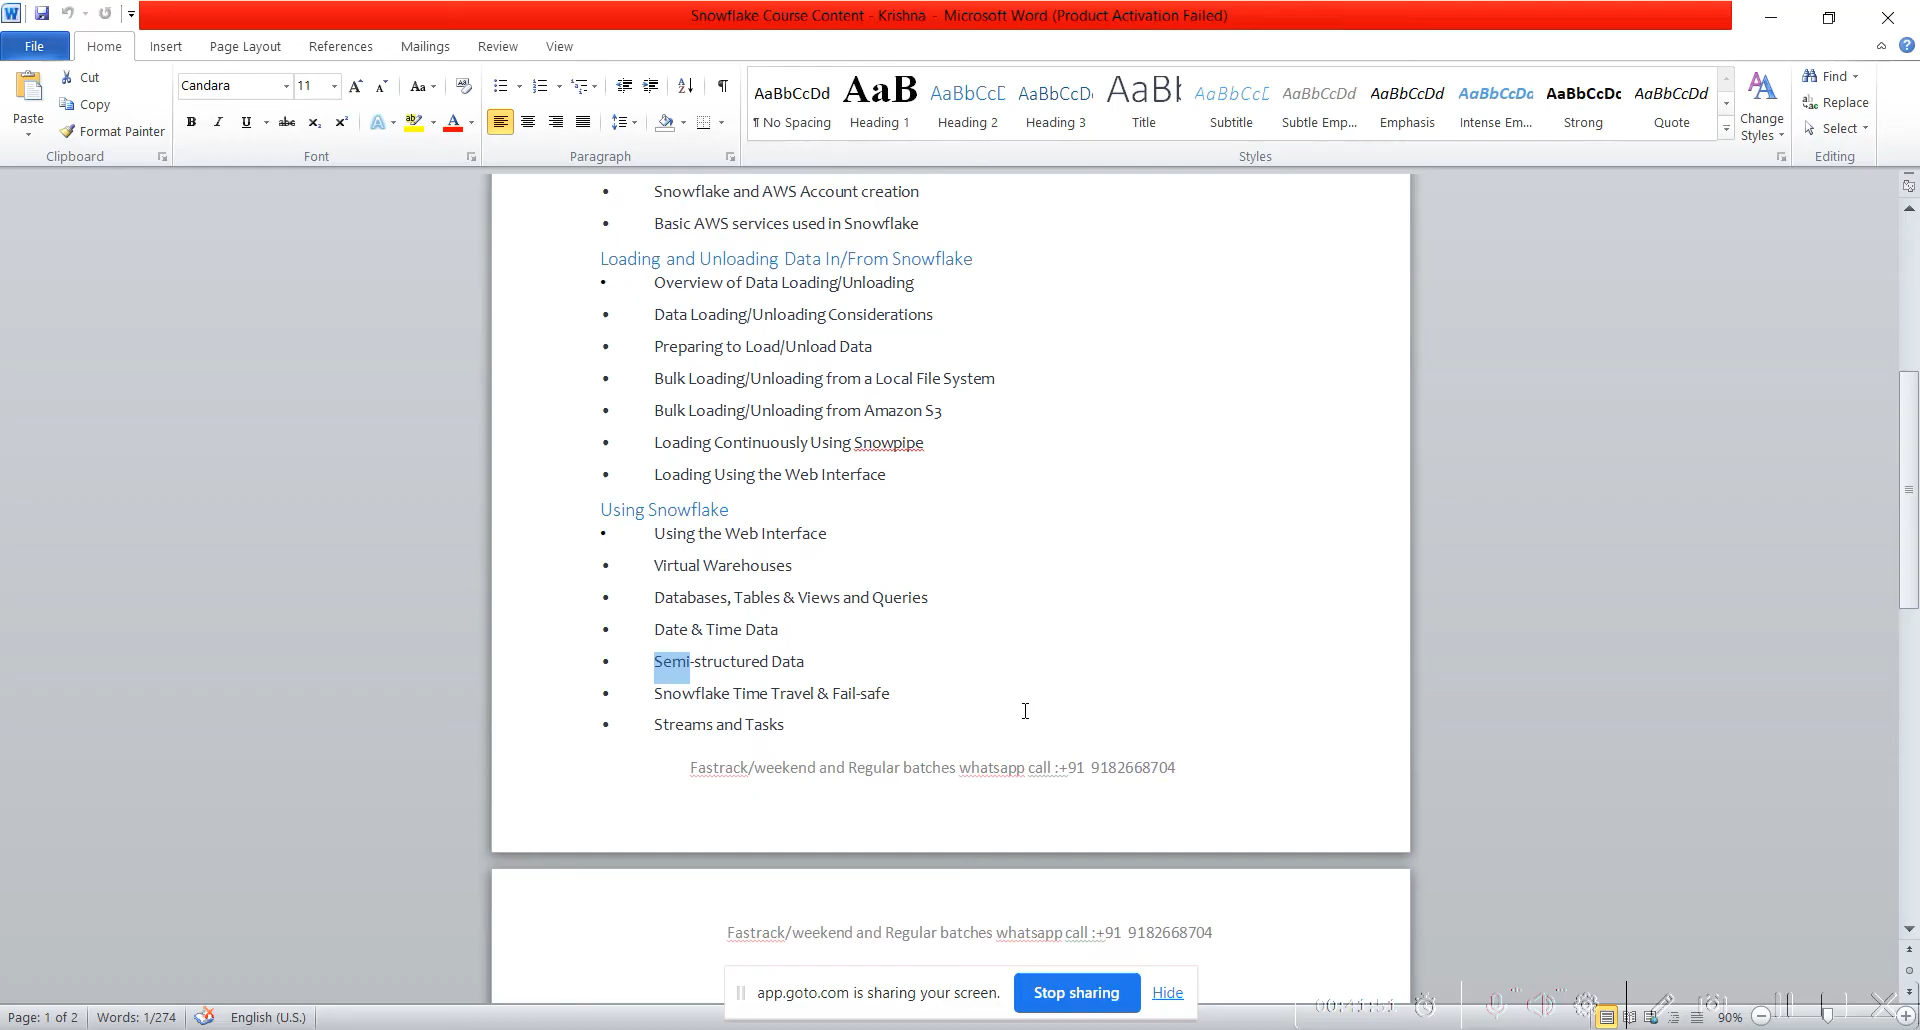 Snowflake Course Content - Krishna - Microsoft Word (Product Activation Failed)
File Home Insert Page Layout References Mailings Review View
Paste
Cut
Copy
Format Painter
Clipboard
Candara 11
Font
Paragraph
AaBbCcDd AaB AaBbCcD AaBbCcDc AaBl AaBbCcD AaBbCcDd AaBbCcDd AaBbCcDd AaBbCcDc AaBbCcDd
¶ No Spacing Heading 1 Heading 2 Heading 3 Title Subtitle Subtle Emp... Emphasis Intense Em... Strong Quote
Styles
Change
Styles
Find
Replace
Select
Editing
• Snowflake and AWS Account creation
• Basic AWS services used in Snowflake
Loading and Unloading Data In/From Snowflake
• Overview of Data Loading/Unloading
• Data Loading/Unloading Considerations
• Preparing to Load/Unload Data
• Bulk Loading/Unloading from a Local File System
• Bulk Loading/Unloading from Amazon S3
• Loading Continuously Using Snowpipe
• Loading Using the Web Interface
Using Snowflake
• Using the Web Interface
• Virtual Warehouses
• Databases, Tables & Views and Queries
• Date & Time Data
• Semi-structured Data
• Snowflake Time Travel & Fail-safe
• Streams and Tasks
Fastrack/weekend and Regular batches whatsapp call :+91 9182668704
Fastrack/weekend and Regular batches whatsapp call :+91 9182668704
app.goto.com is sharing your screen. Stop sharing Hide
Page: 1 of 2 Words: 1/274 English (U.S.) 90%